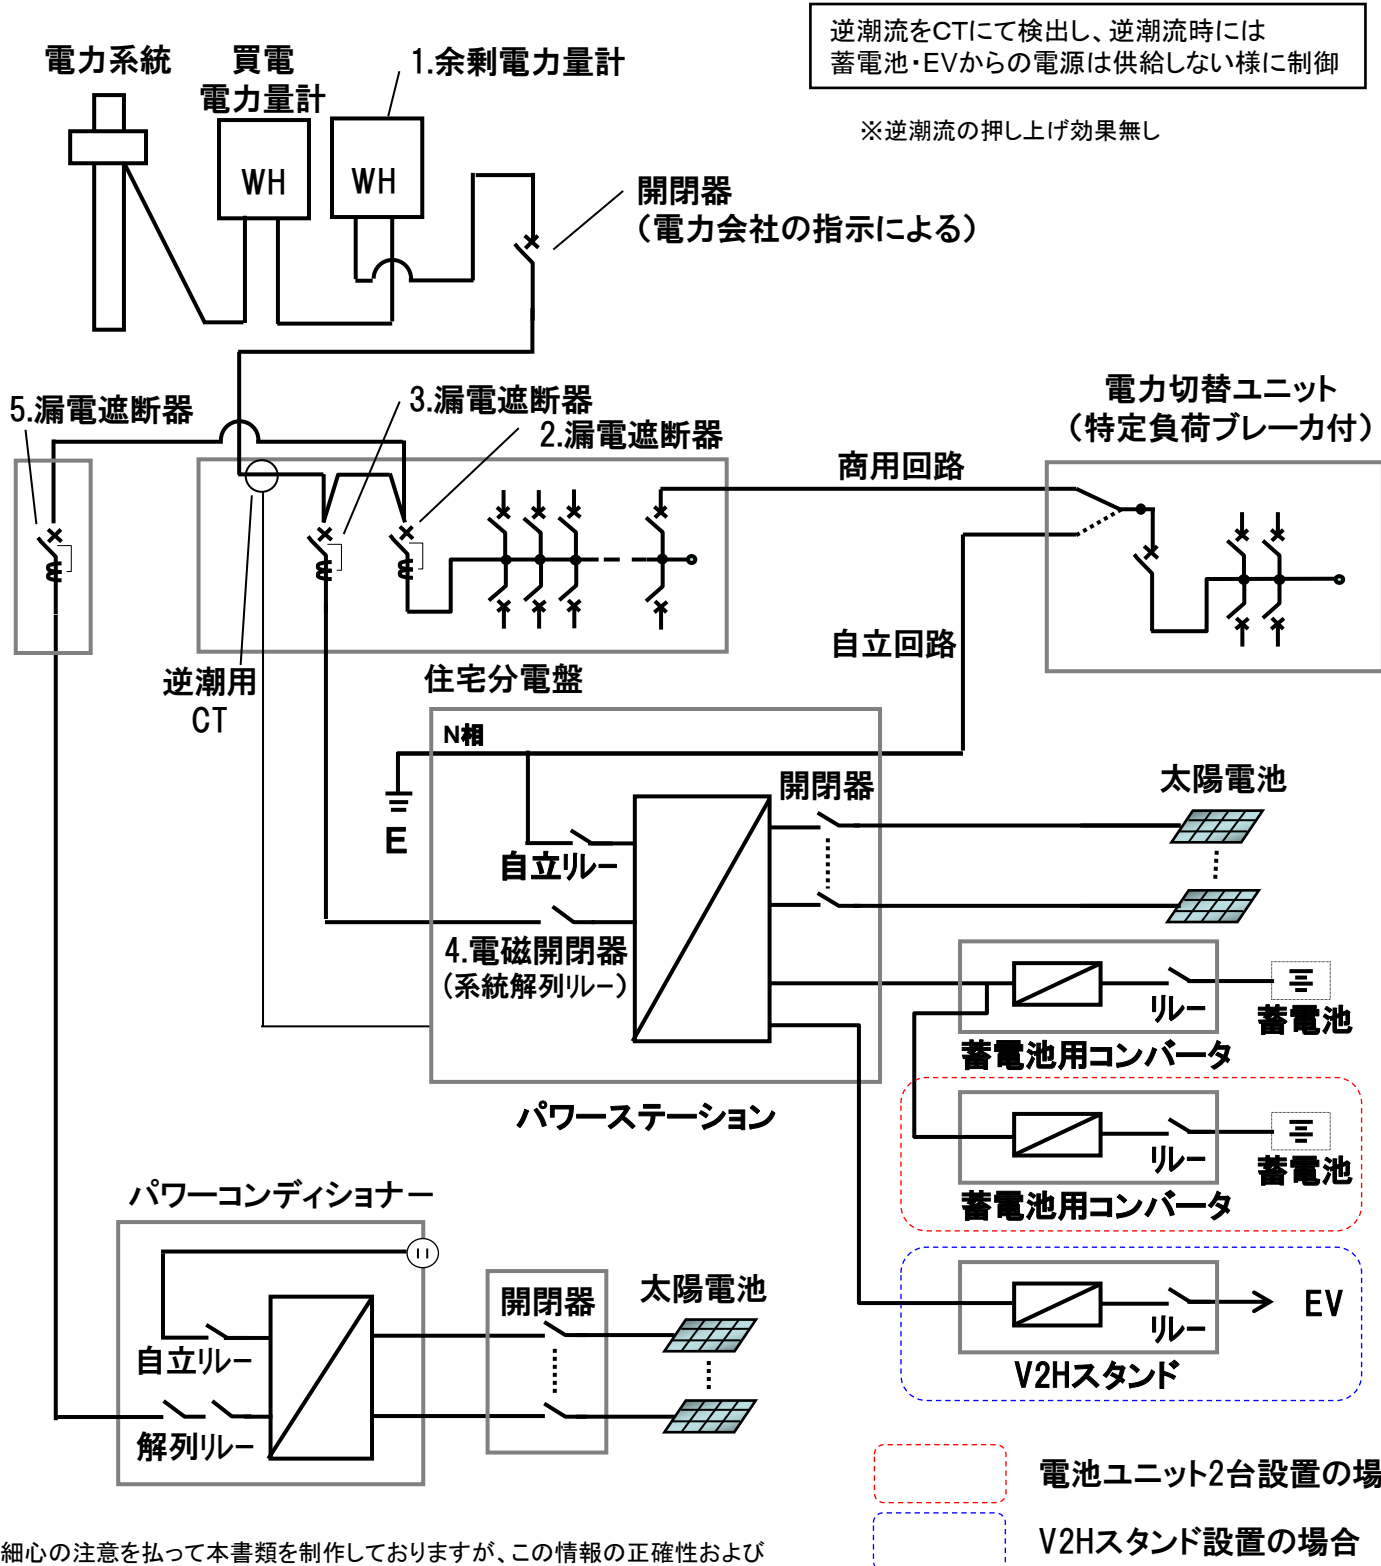 逆潮流をCTにて検出し、逆潮流時には
蓄電池・EVからの電源は供給しない様に制御
※逆潮流の押し上げ効果無し
電力系統
買電
電力量計
1.余剰電力量計
WH
WH
開閉器
（電力会社の指示による）
5.漏電遮断器
3.漏電遮断器
2.漏電遮断器
電力切替ユニット
（特定負荷ブレーカ付）
商用回路
自立回路
逆潮用
CT
住宅分電盤
N相
E
自立リレー
開閉器
太陽電池
4.電磁開閉器
（系統解列リレー）
リレー
蓄電池
蓄電池用コンバータ
パワーステーション
リレー
蓄電池
蓄電池用コンバータ
パワーコンディショナー
開閉器
太陽電池
自立リレー
解列リレー
リレー
EV
V2Hスタンド
電池ユニット2台設置の場
V2Hスタンド設置の場合
細心の注意を払って本書類を制作しておりますが、この情報の正確性および